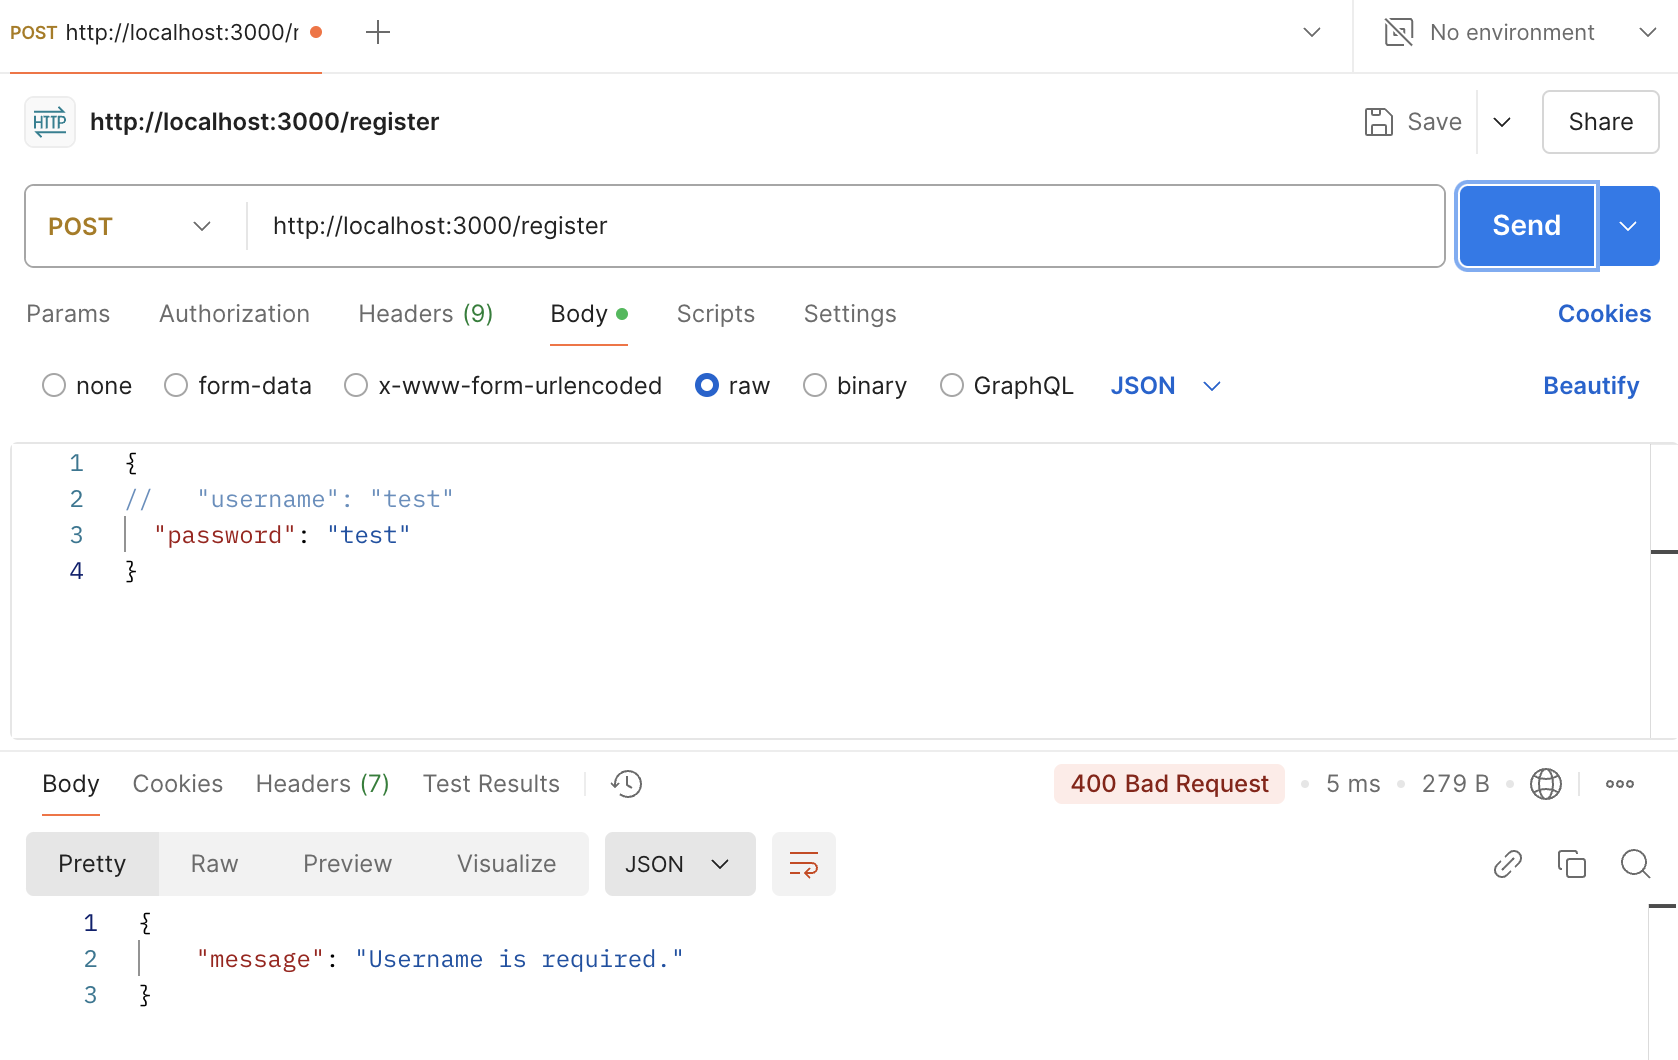 POST http://localhost:3000/r
No environment
HTTP http://localhost:3000/register
Save
Share
POST http://localhost:3000/register
Send
Params Authorization Headers (9) Body Scripts Settings Cookies
none form-data x-www-form-urlencoded raw binary GraphQL JSON Beautify
1 {
2 //   "username": "test"
3   "password": "test"
4 }
Body Cookies Headers (7) Test Results 400 Bad Request 5 ms 279 B
Pretty Raw Preview Visualize JSON
1 {
2     "message": "Username is required."
3 }